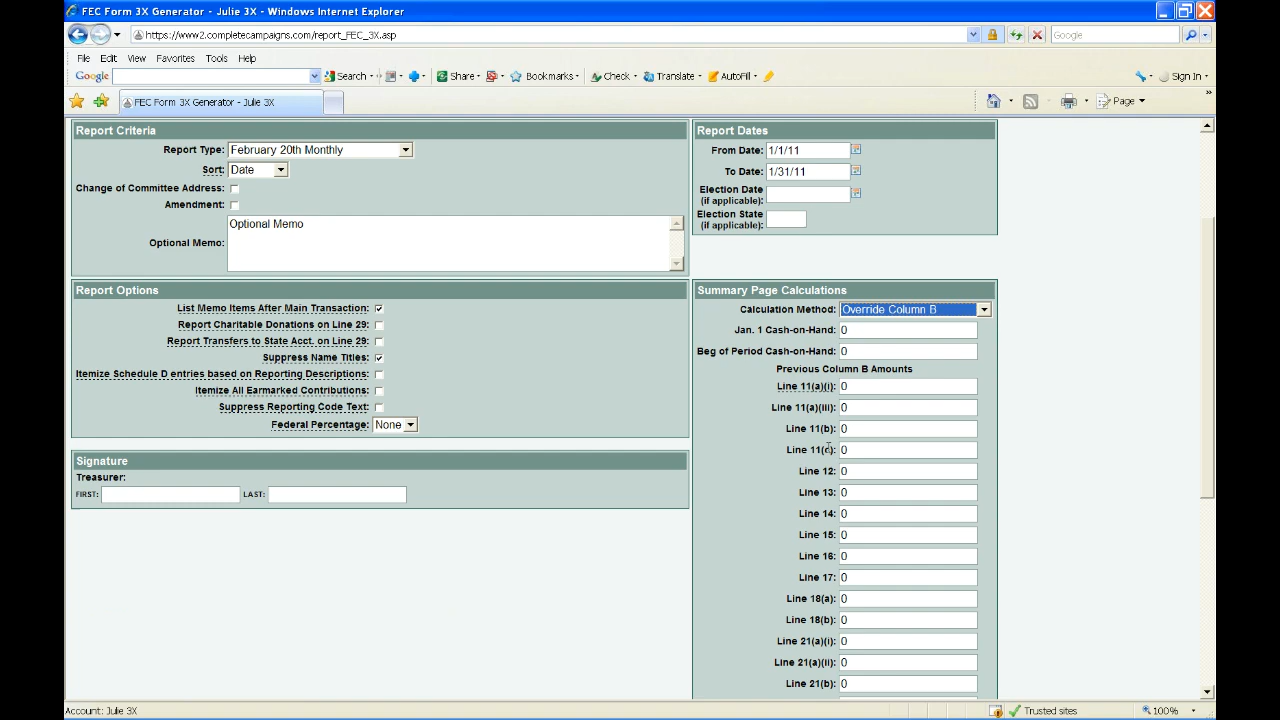 FEC Form 3X Generator - Julie 3X - Windows Internet Explorer
https://www2.completecampaigns.com/report_FEC_3X.asp
Google
File Edit View Favorites Tools Help
Google Search Share Bookmarks Check Translate AutoFill Sign In
FEC Form 3X Generator - Julie 3X
Page
Report Criteria
Report Type: February 20th Monthly
Sort: Date
Change of Committee Address:
Amendment:
Optional Memo: Optional Memo
Report Dates
From Date: 1/1/11
To Date: 1/31/11
Election Date
(if applicable):
Election State
(if applicable):
Report Options
List Memo Items After Main Transaction:
Report Charitable Donations on Line 29:
Report Transfers to State Acct. on Line 29:
Suppress Name Titles:
Itemize Schedule D entries based on Reporting Descriptions:
Itemize All Earmarked Contributions:
Suppress Reporting Code Text:
Federal Percentage: None
Signature
Treasurer:
FIRST: LAST:
Summary Page Calculations
Calculation Method: Override Column B
Jan. 1 Cash-on-Hand: 0
Beg of Period Cash-on-Hand: 0
Previous Column B Amounts
Line 11(a)(i): 0
Line 11(a)(iii): 0
Line 11(b): 0
Line 11(c): 0
Line 12: 0
Line 13: 0
Line 14: 0
Line 15: 0
Line 16: 0
Line 17: 0
Line 18(a): 0
Line 18(b): 0
Line 21(a)(i): 0
Line 21(a)(ii): 0
Line 21(b): 0
Account: Julie 3X
Trusted sites
100%